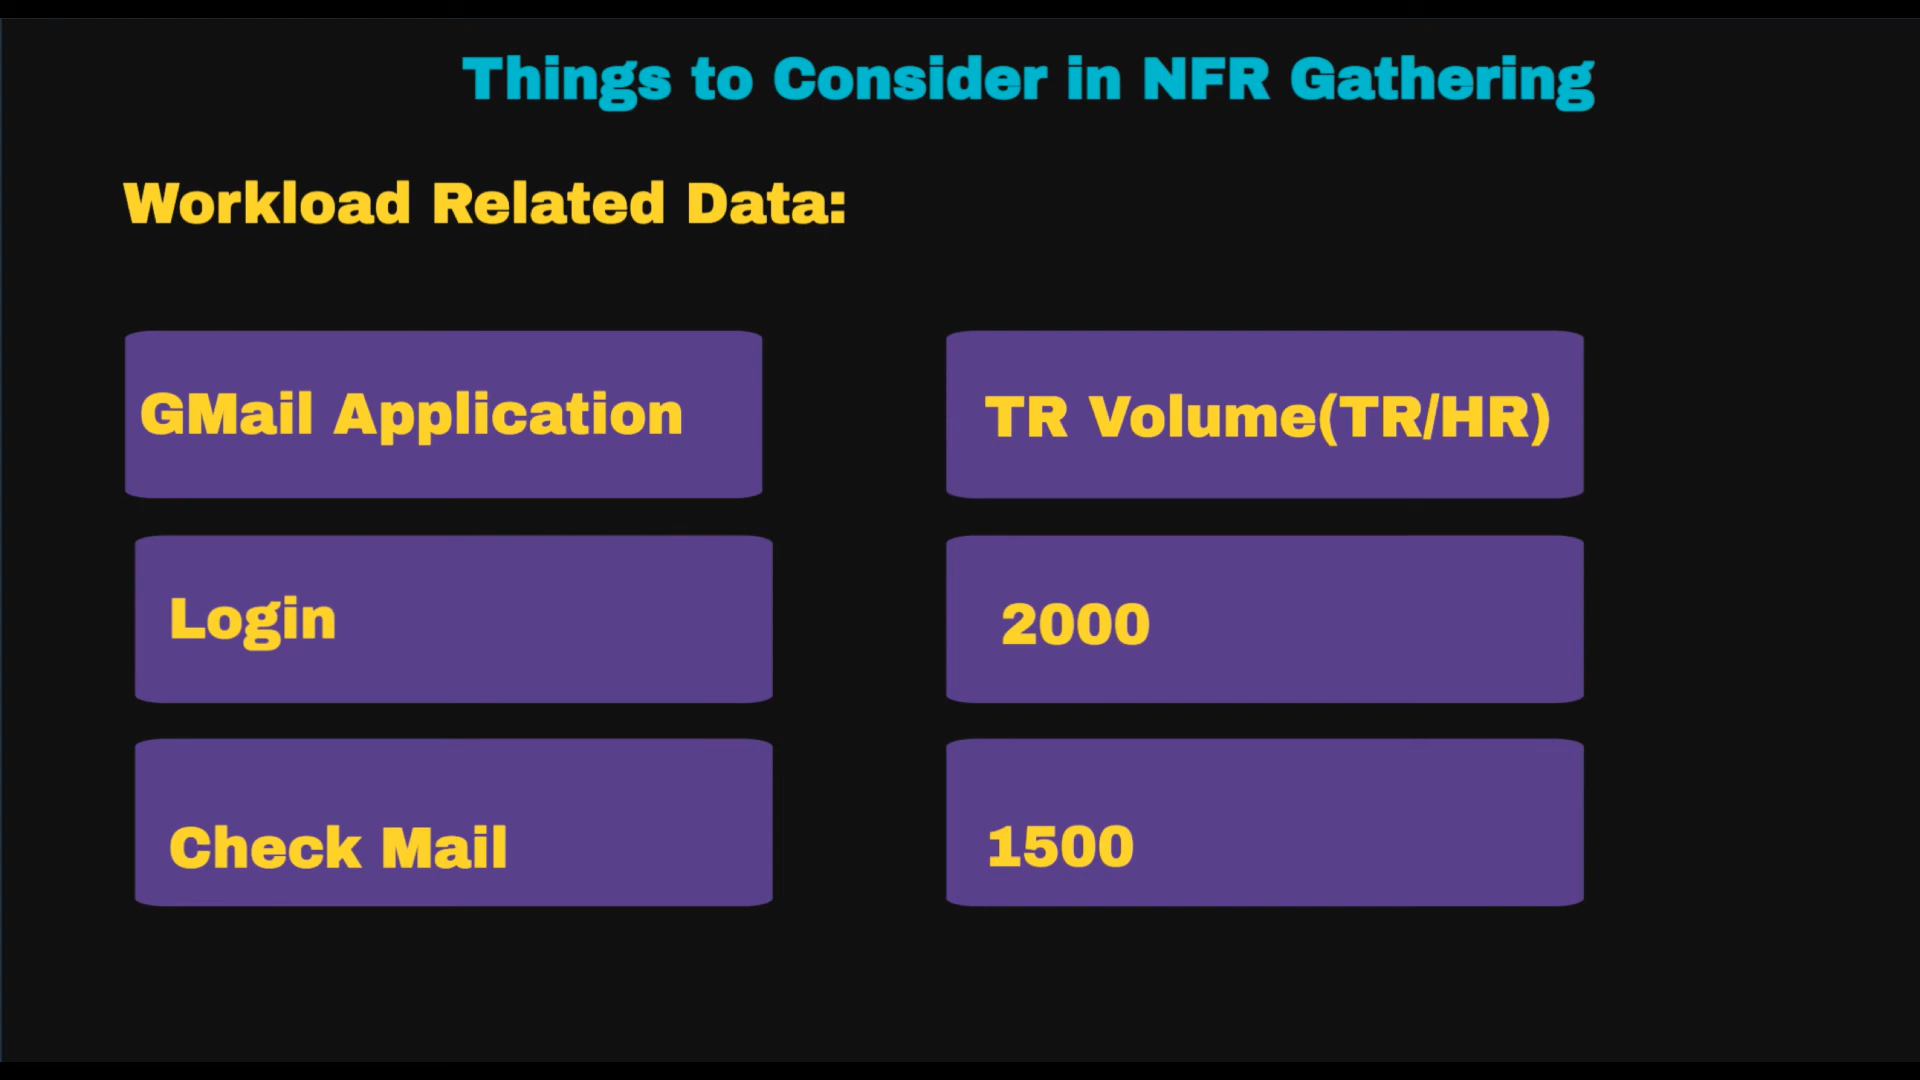 Things to Consider in NFR Gathering
Workload Related Data:
GMail Application
TR Volume(TR/HR)
Login
2000
Check Mail
1500